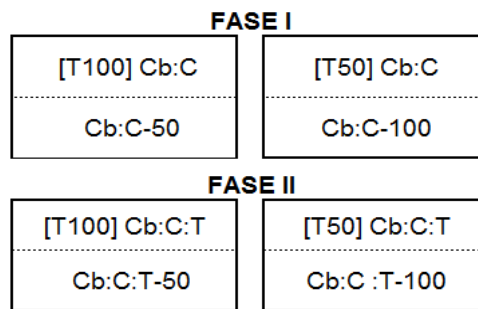 FASE I
[T100] Cb:C
[T50] Cb:C
Cb:C-50
Cb:C-100
FASE II
[T100] Cb:C:T
[T50] Cb:C:T
Cb:C:T-50
Cb:C :T-100